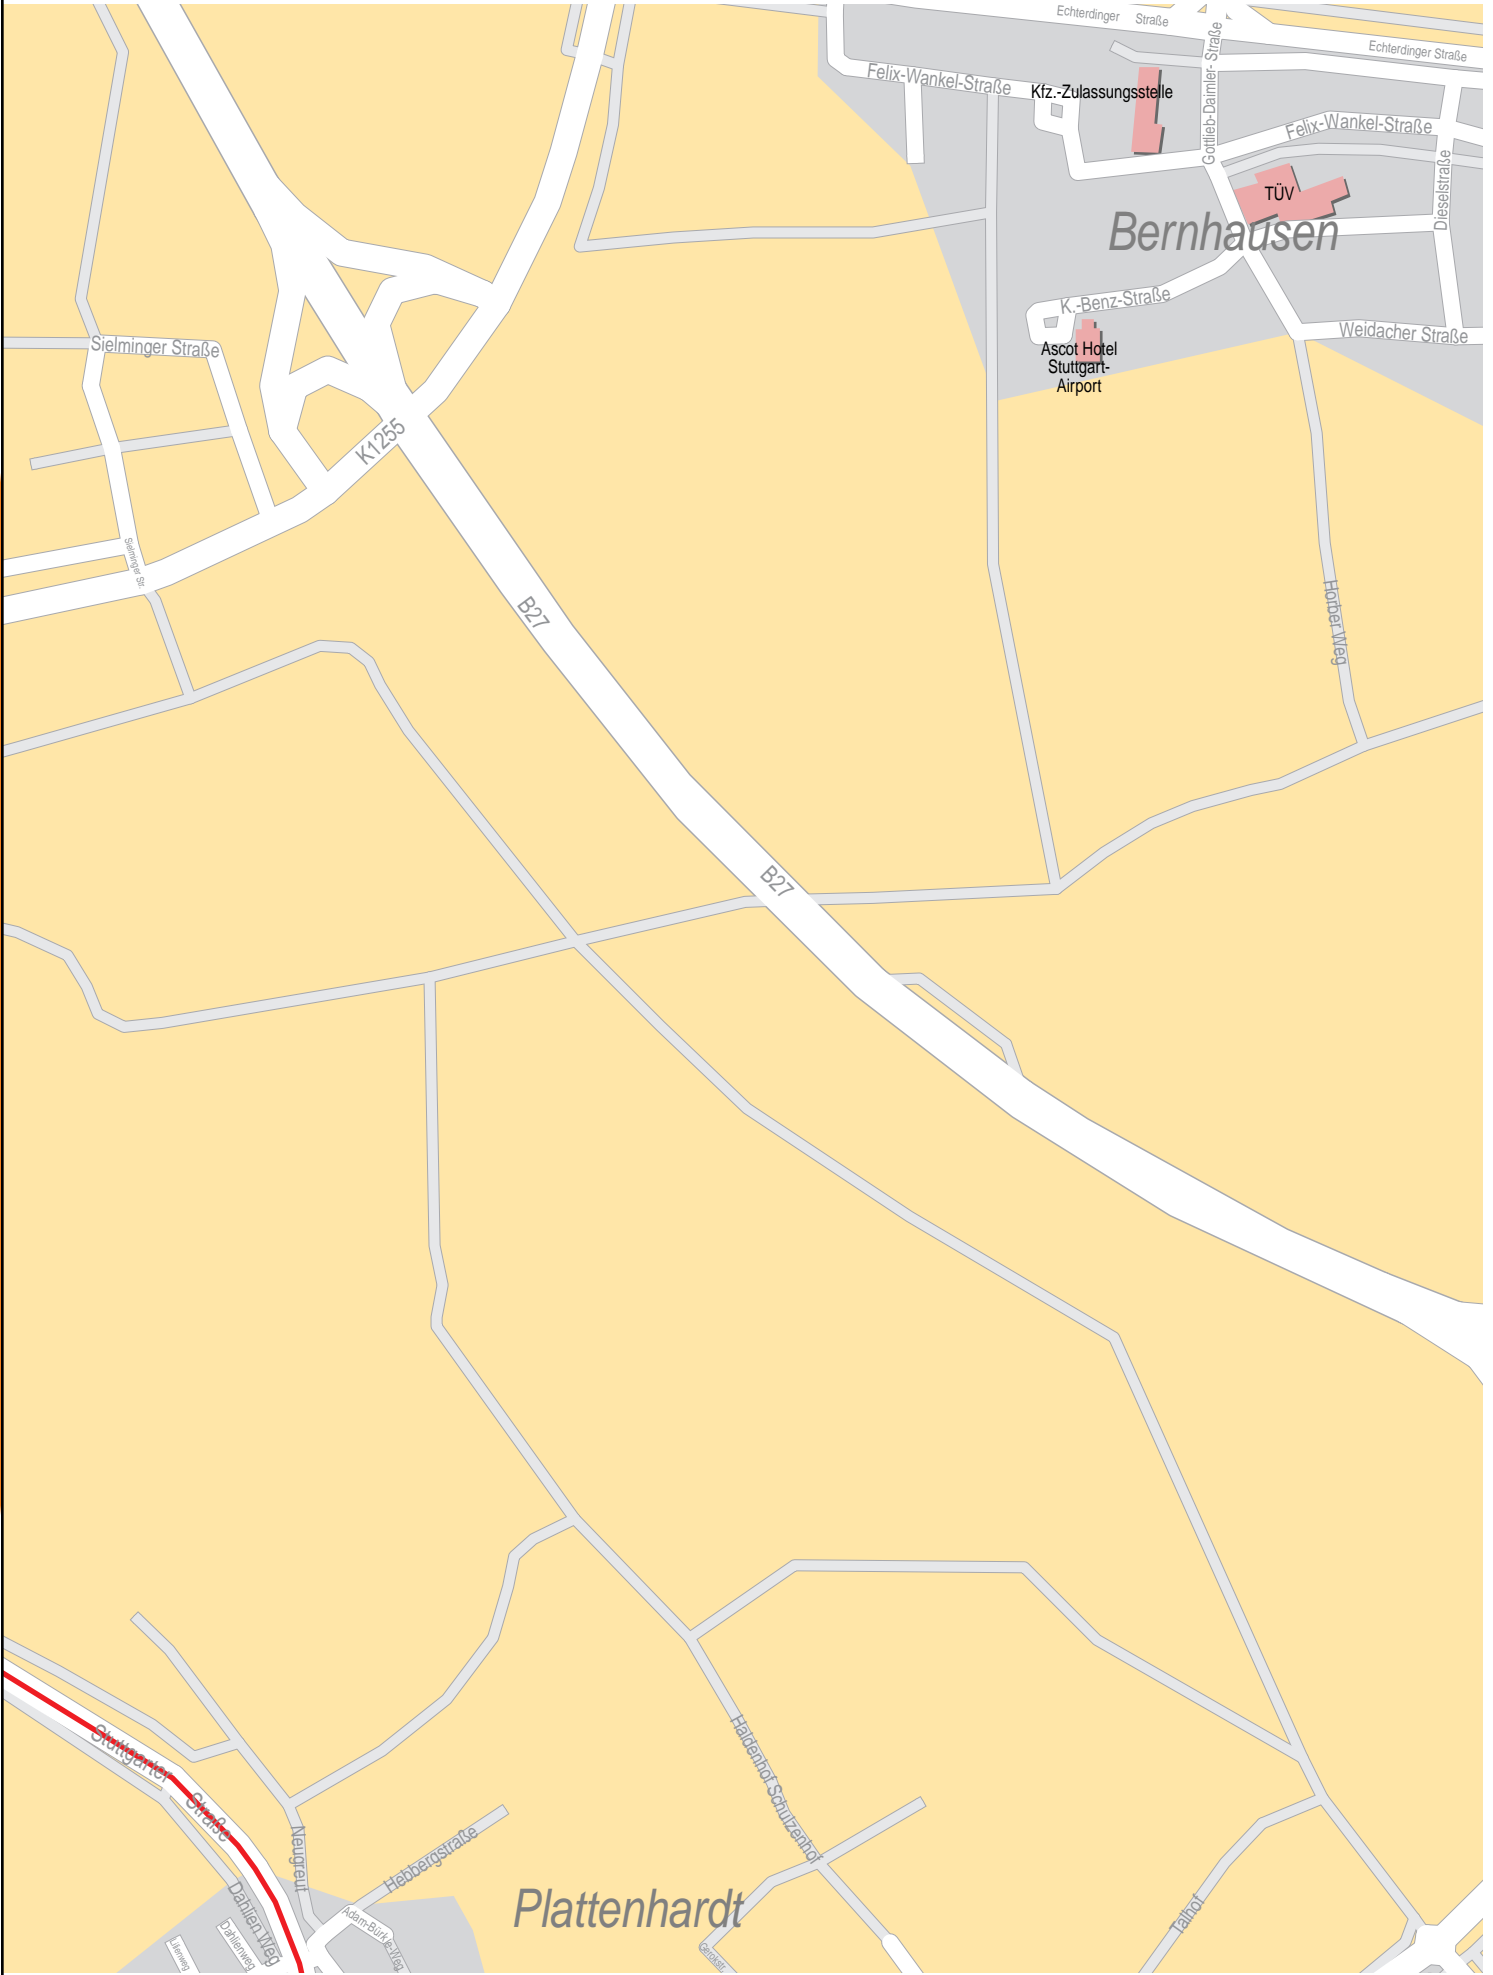 Echterdinger Straße
Echterdinger Straße
Felix-Wankel-Straße
Kfz.-Zulassungsstelle
Gottlieb-Daimler- Straße
Felix-Wankel-Straße
Dieselstraße
TÜV
Bernhausen
K.-Benz-Straße
Weidacher Straße
Ascot Hotel
Stuttgart-
Airport
Sielminger Straße
K1255
Sielminger Str.
B27
Horber Weg
B27
Stuttgarter Straße
Haldenhof Schulzenhof
Neugreut
Hebbergstraße
Plattenhardt
Dahlien Weg
Dahlienweg
Adam-Bürkle-Weg
Gerokstr.
Talhof